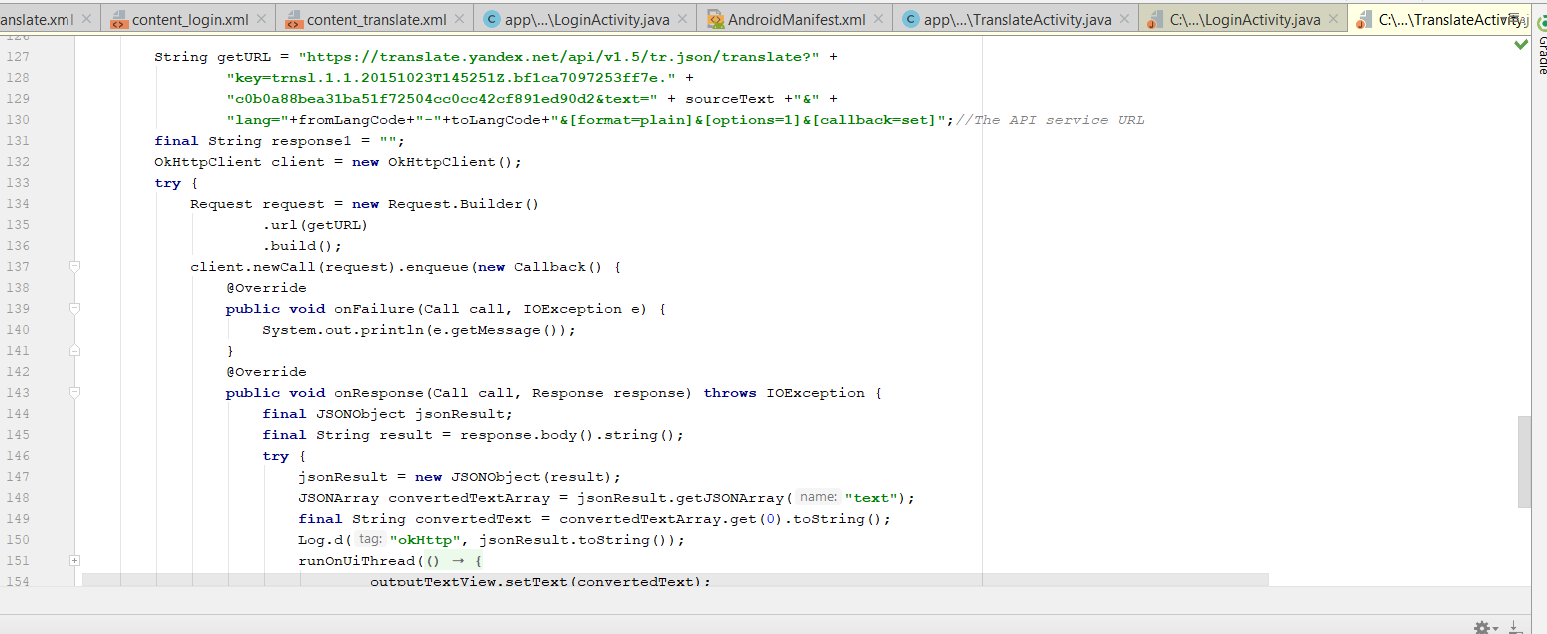 anslate.xml content_login.xml content_translate.xml app\...\LoginActivity.java AndroidManifest.xml app\...\TranslateActivity.java C:\...\LoginActivity.java C:\...\TranslateActivity.j
Gradle
127 String getURL = "https://translate.yandex.net/api/v1.5/tr.json/translate?" +
128 "key=trnsl.1.1.20151023T145251Z.bf1ca7097253ff7e." +
129 "c0b0a88bea31ba51f72504cc0cc42cf891ed90d2&text=" + sourceText +"&" +
130 "lang="+fromLangCode+"-"+toLangCode+"&[format=plain]&[options=1]&[callback=set]";//The API service URL
131 final String response1 = "";
132 OkHttpClient client = new OkHttpClient();
133 try {
134 Request request = new Request.Builder()
135 .url(getURL)
136 .build();
137 client.newCall(request).enqueue(new Callback() {
138 @Override
139 public void onFailure(Call call, IOException e) {
140 System.out.println(e.getMessage());
141 }
142 @Override
143 public void onResponse(Call call, Response response) throws IOException {
144 final JSONObject jsonResult;
145 final String result = response.body().string();
146 try {
147 jsonResult = new JSONObject(result);
148 JSONArray convertedTextArray = jsonResult.getJSONArray( name: "text");
149 final String convertedText = convertedTextArray.get(0).toString();
150 Log.d( tag: "okHttp", jsonResult.toString());
151 runOnUiThread(() → {
154 outputTextView.setText(convertedText);